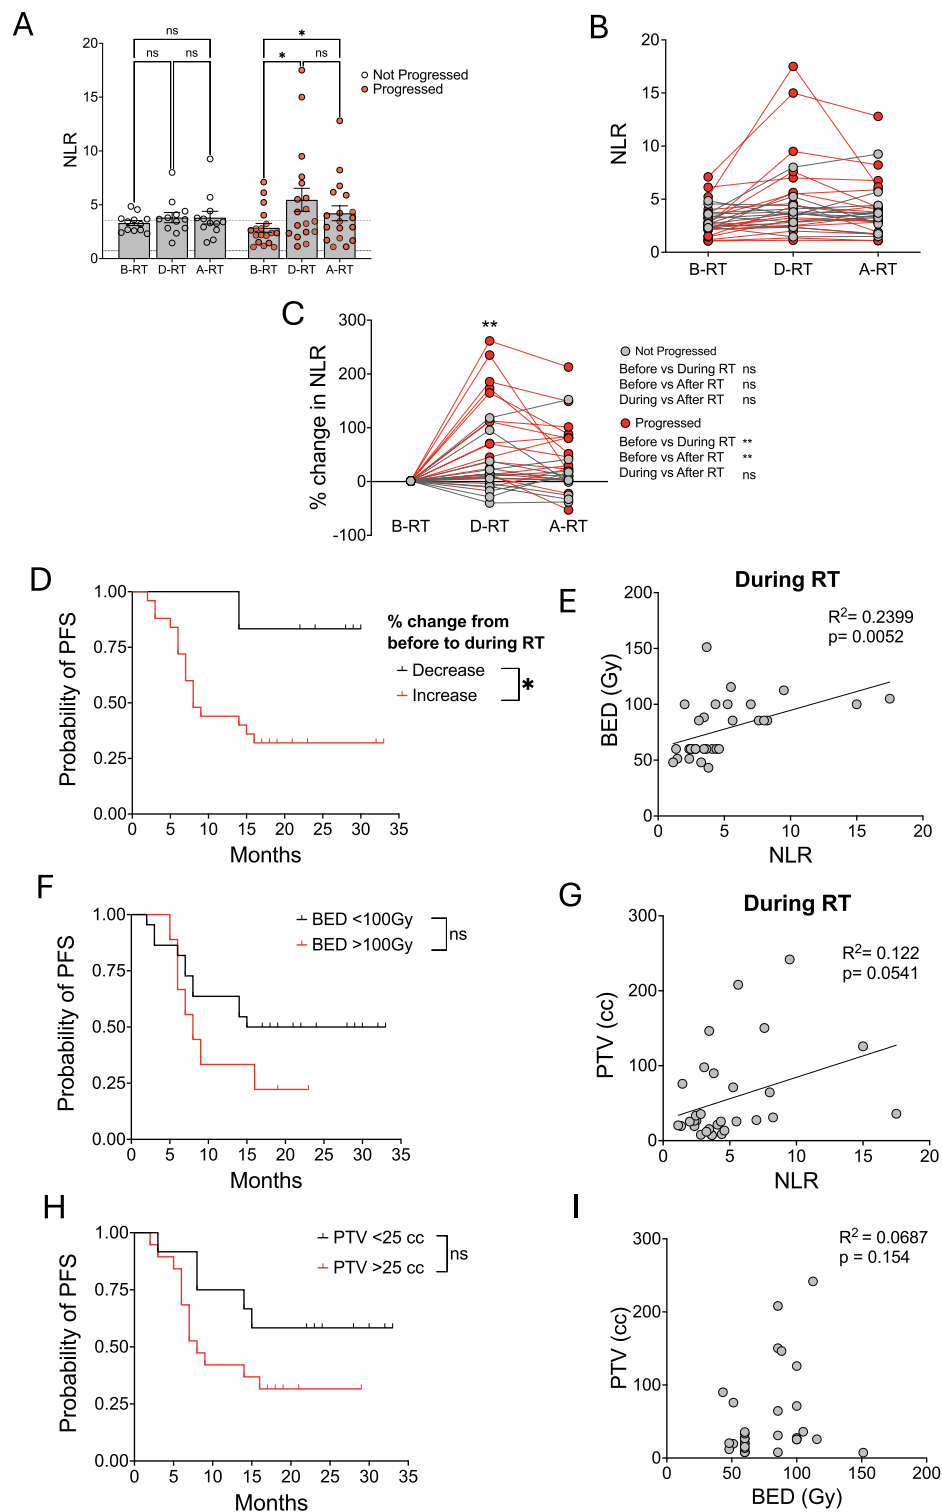 A
ns
ns
ns
*
*
ns
Not Progressed
Progressed
NLR
20
15
10
5
0
B-RT D-RT A-RT B-RT D-RT A-RT
B
NLR
20
15
10
5
0
B-RT D-RT A-RT
C
% change in NLR
300
200
100
0
-100
**
B-RT D-RT A-RT
Not Progressed
Before vs During RT ns
Before vs After RT ns
During vs After RT ns
Progressed
Before vs During RT **
Before vs After RT **
During vs After RT ns
D
Probability of PFS
1.00
0.75
0.50
0.25
0.00
0 5 10 15 20 25 30 35
Months
% change from
before to during RT
Decrease
Increase
*
E
During RT
R²= 0.2399
p= 0.0052
BED (Gy)
200
150
100
50
0
0 5 10 15 20
NLR
F
Probability of PFS
1.00
0.75
0.50
0.25
0.00
0 5 10 15 20 25 30 35
Months
BED <100Gy
BED >100Gy
ns
G
During RT
R²= 0.122
p= 0.0541
PTV (cc)
300
200
100
0
0 5 10 15 20
NLR
H
Probability of PFS
1.00
0.75
0.50
0.25
0.00
0 5 10 15 20 25 30 35
Months
PTV <25 cc
PTV >25 cc
ns
I
R² = 0.0687
p = 0.154
PTV (cc)
300
200
100
0
0 50 100 150 200
BED (Gy)